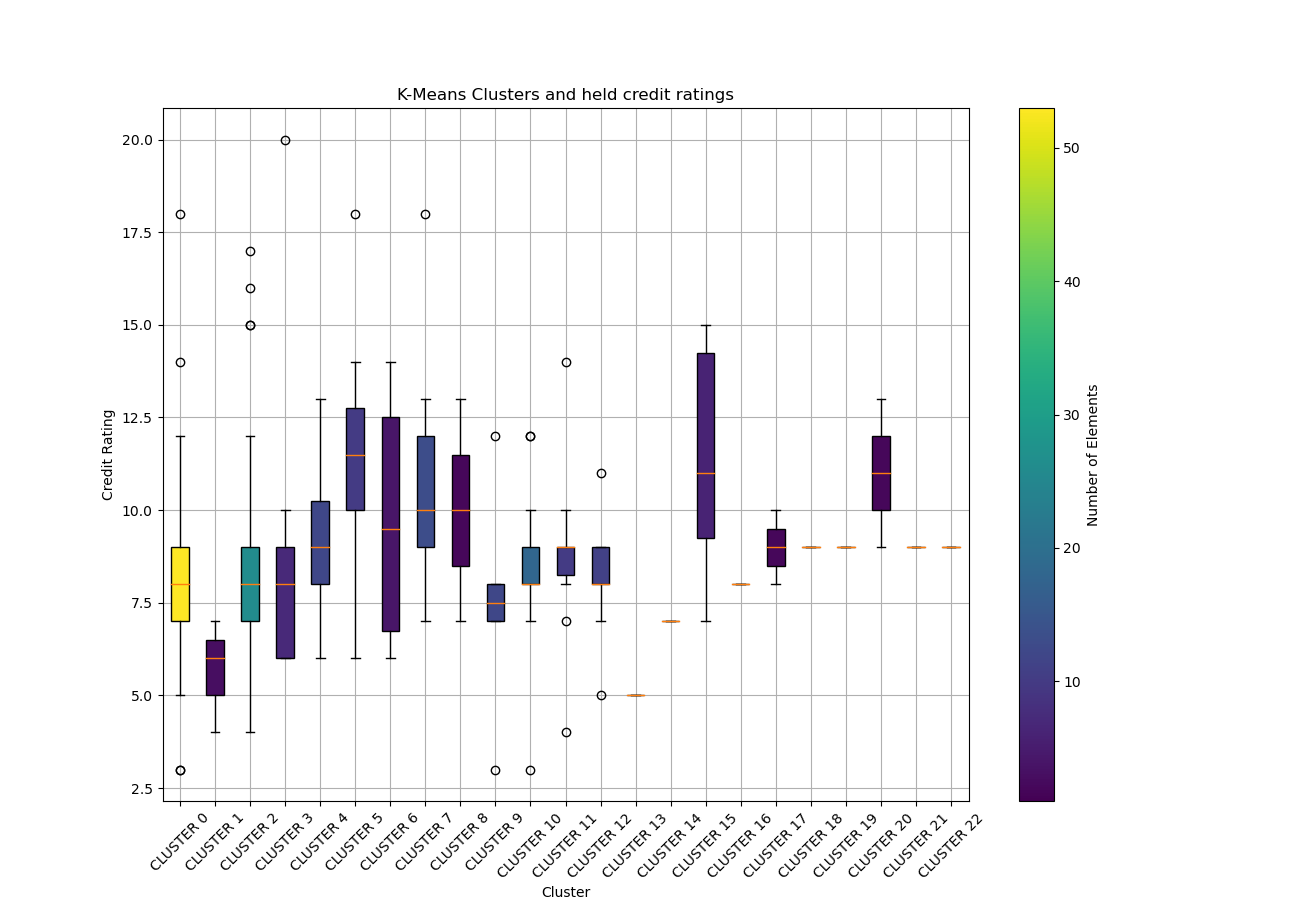 K-Means Clusters and held credit ratings
20.0
17.5
15.0
12.5
10.0
7.5
5.0
2.5
Credit Rating
CLUSTER 0
CLUSTER 1
CLUSTER 2
CLUSTER 3
CLUSTER 4
CLUSTER 5
CLUSTER 6
CLUSTER 7
CLUSTER 8
CLUSTER 9
CLUSTER 10
CLUSTER 11
CLUSTER 12
CLUSTER 13
CLUSTER 14
CLUSTER 15
CLUSTER 16
CLUSTER 17
CLUSTER 18
CLUSTER 19
CLUSTER 20
CLUSTER 21
CLUSTER 22
Cluster
50
40
30
20
10
Number of Elements